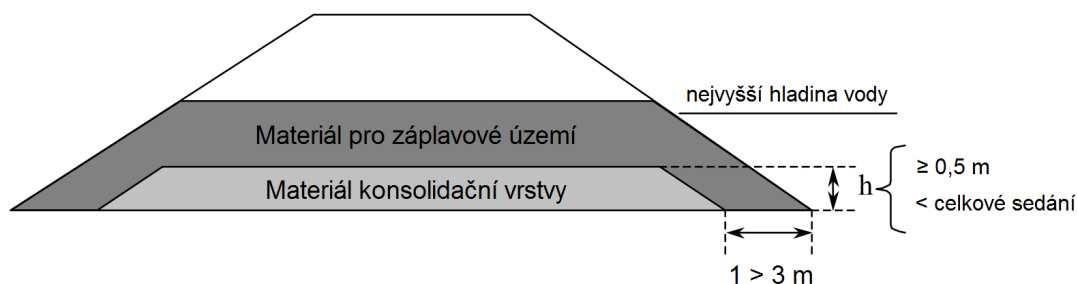 nejvyšší hladina vody
Materiál pro záplavové území
Materiál konsolidační vrstvy
h
≥ 0,5 m
< celkové sedání
1 > 3 m